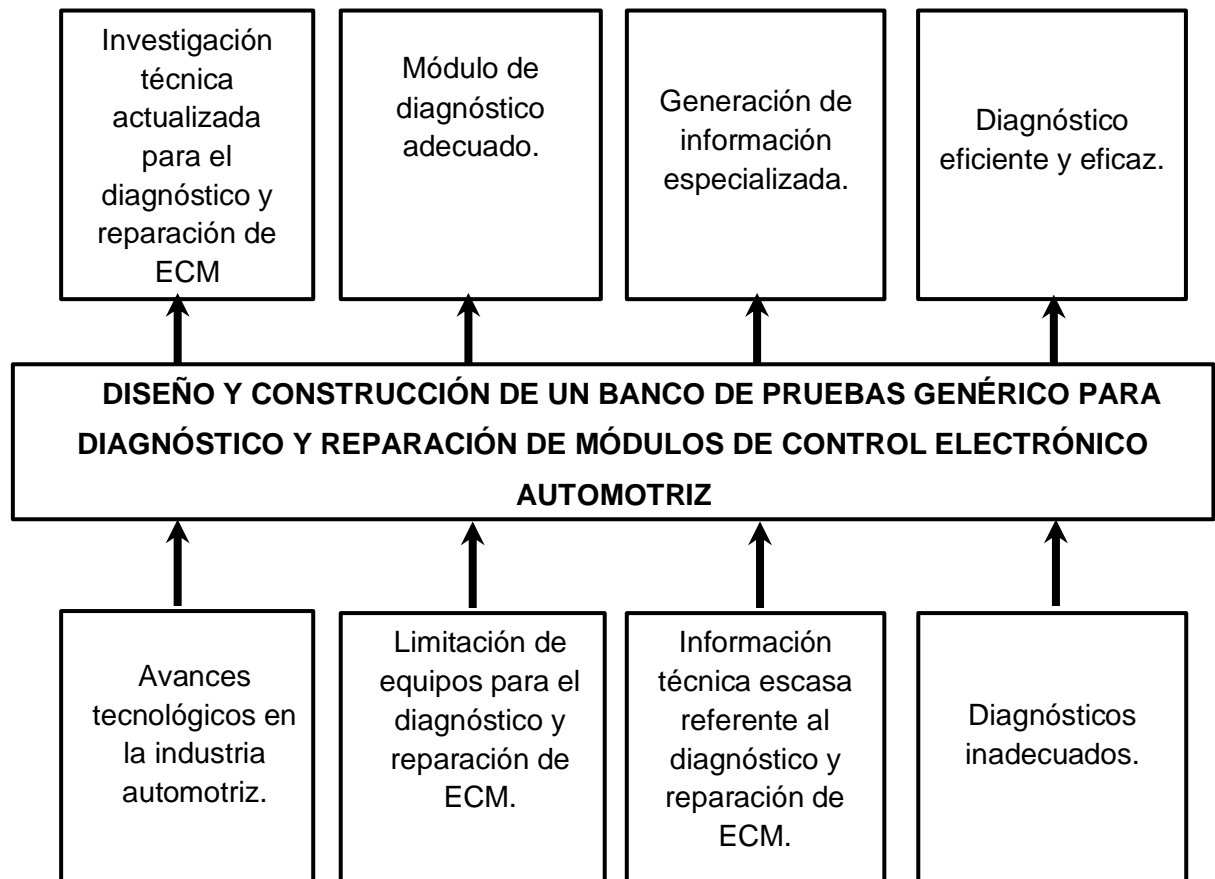 Investigación
técnica
actualizada
para el
diagnóstico y
reparación de
ECM
Módulo de
diagnóstico
adecuado.
Generación de
información
especializada.
Diagnóstico
eficiente y eficaz.
DISEÑO Y CONSTRUCCIÓN DE UN BANCO DE PRUEBAS GENÉRICO PARA
DIAGNÓSTICO Y REPARACIÓN DE MÓDULOS DE CONTROL ELECTRÓNICO
AUTOMOTRIZ
Avances
tecnológicos en
la industria
automotriz.
Limitación de
equipos para el
diagnóstico y
reparación de
ECM.
Información
técnica escasa
referente al
diagnóstico y
reparación de
ECM.
Diagnósticos
inadecuados.